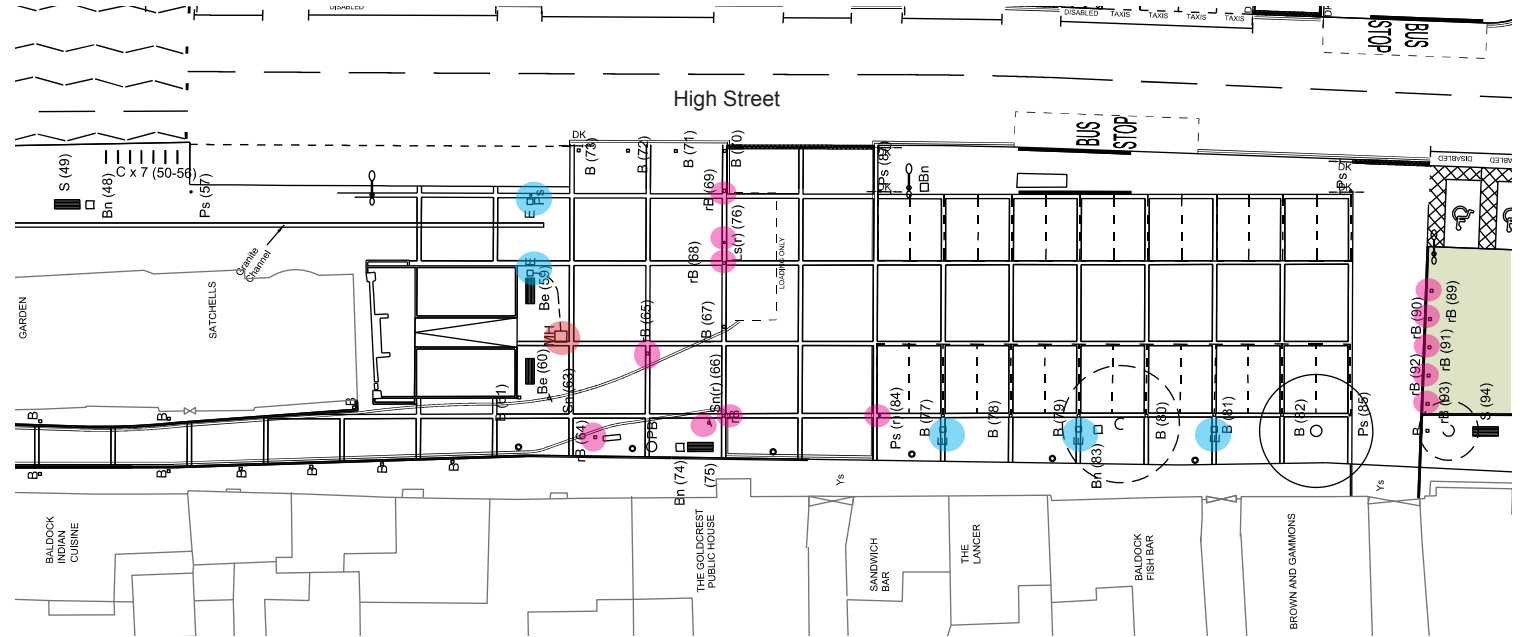 DISABLED
DISABLED
TAXIS
TAXIS
TAXIS
TAXIS
BUS
STOP
High Street
DK
BUS
STOP
S (49)
Bn (48)
C x 7 (50-56)
Ps (57)
B (73)
B (72)
B (71)
B (70)
rB (69)
Ps
E
Ps (87)
DK
Bn
Ps
DK
DK
DISABLED
Granite
Channel
Ls(r) (76)
rB (68)
LOADING ONLY
E
Be (59)
MH
B (65)
rB (67)
GARDEN
SATCHELLS
Be (60)
Sn (63)
Sn(r) (66)
rB
rB (89)
rB (90)
rB (91)
rB (92)
rB (93)
S (94)
B
B
B
B
rB (64)
PB
Bn (74)
(75)
Ps (r) (84)
B (77)
E
B (78)
B (79)
E
Bn (83)
B (80)
B (81)
E
B (82)
Ps (85)
B
B
B
B
B
Ys
Ys
BALDOCK
INDIAN
CUISINE
THE GOLDCREST
PUBLIC HOUSE
SANDWICH
BAR
THE
LANCER
BALDOCK
FISH BAR
BROWN AND GAMMONS